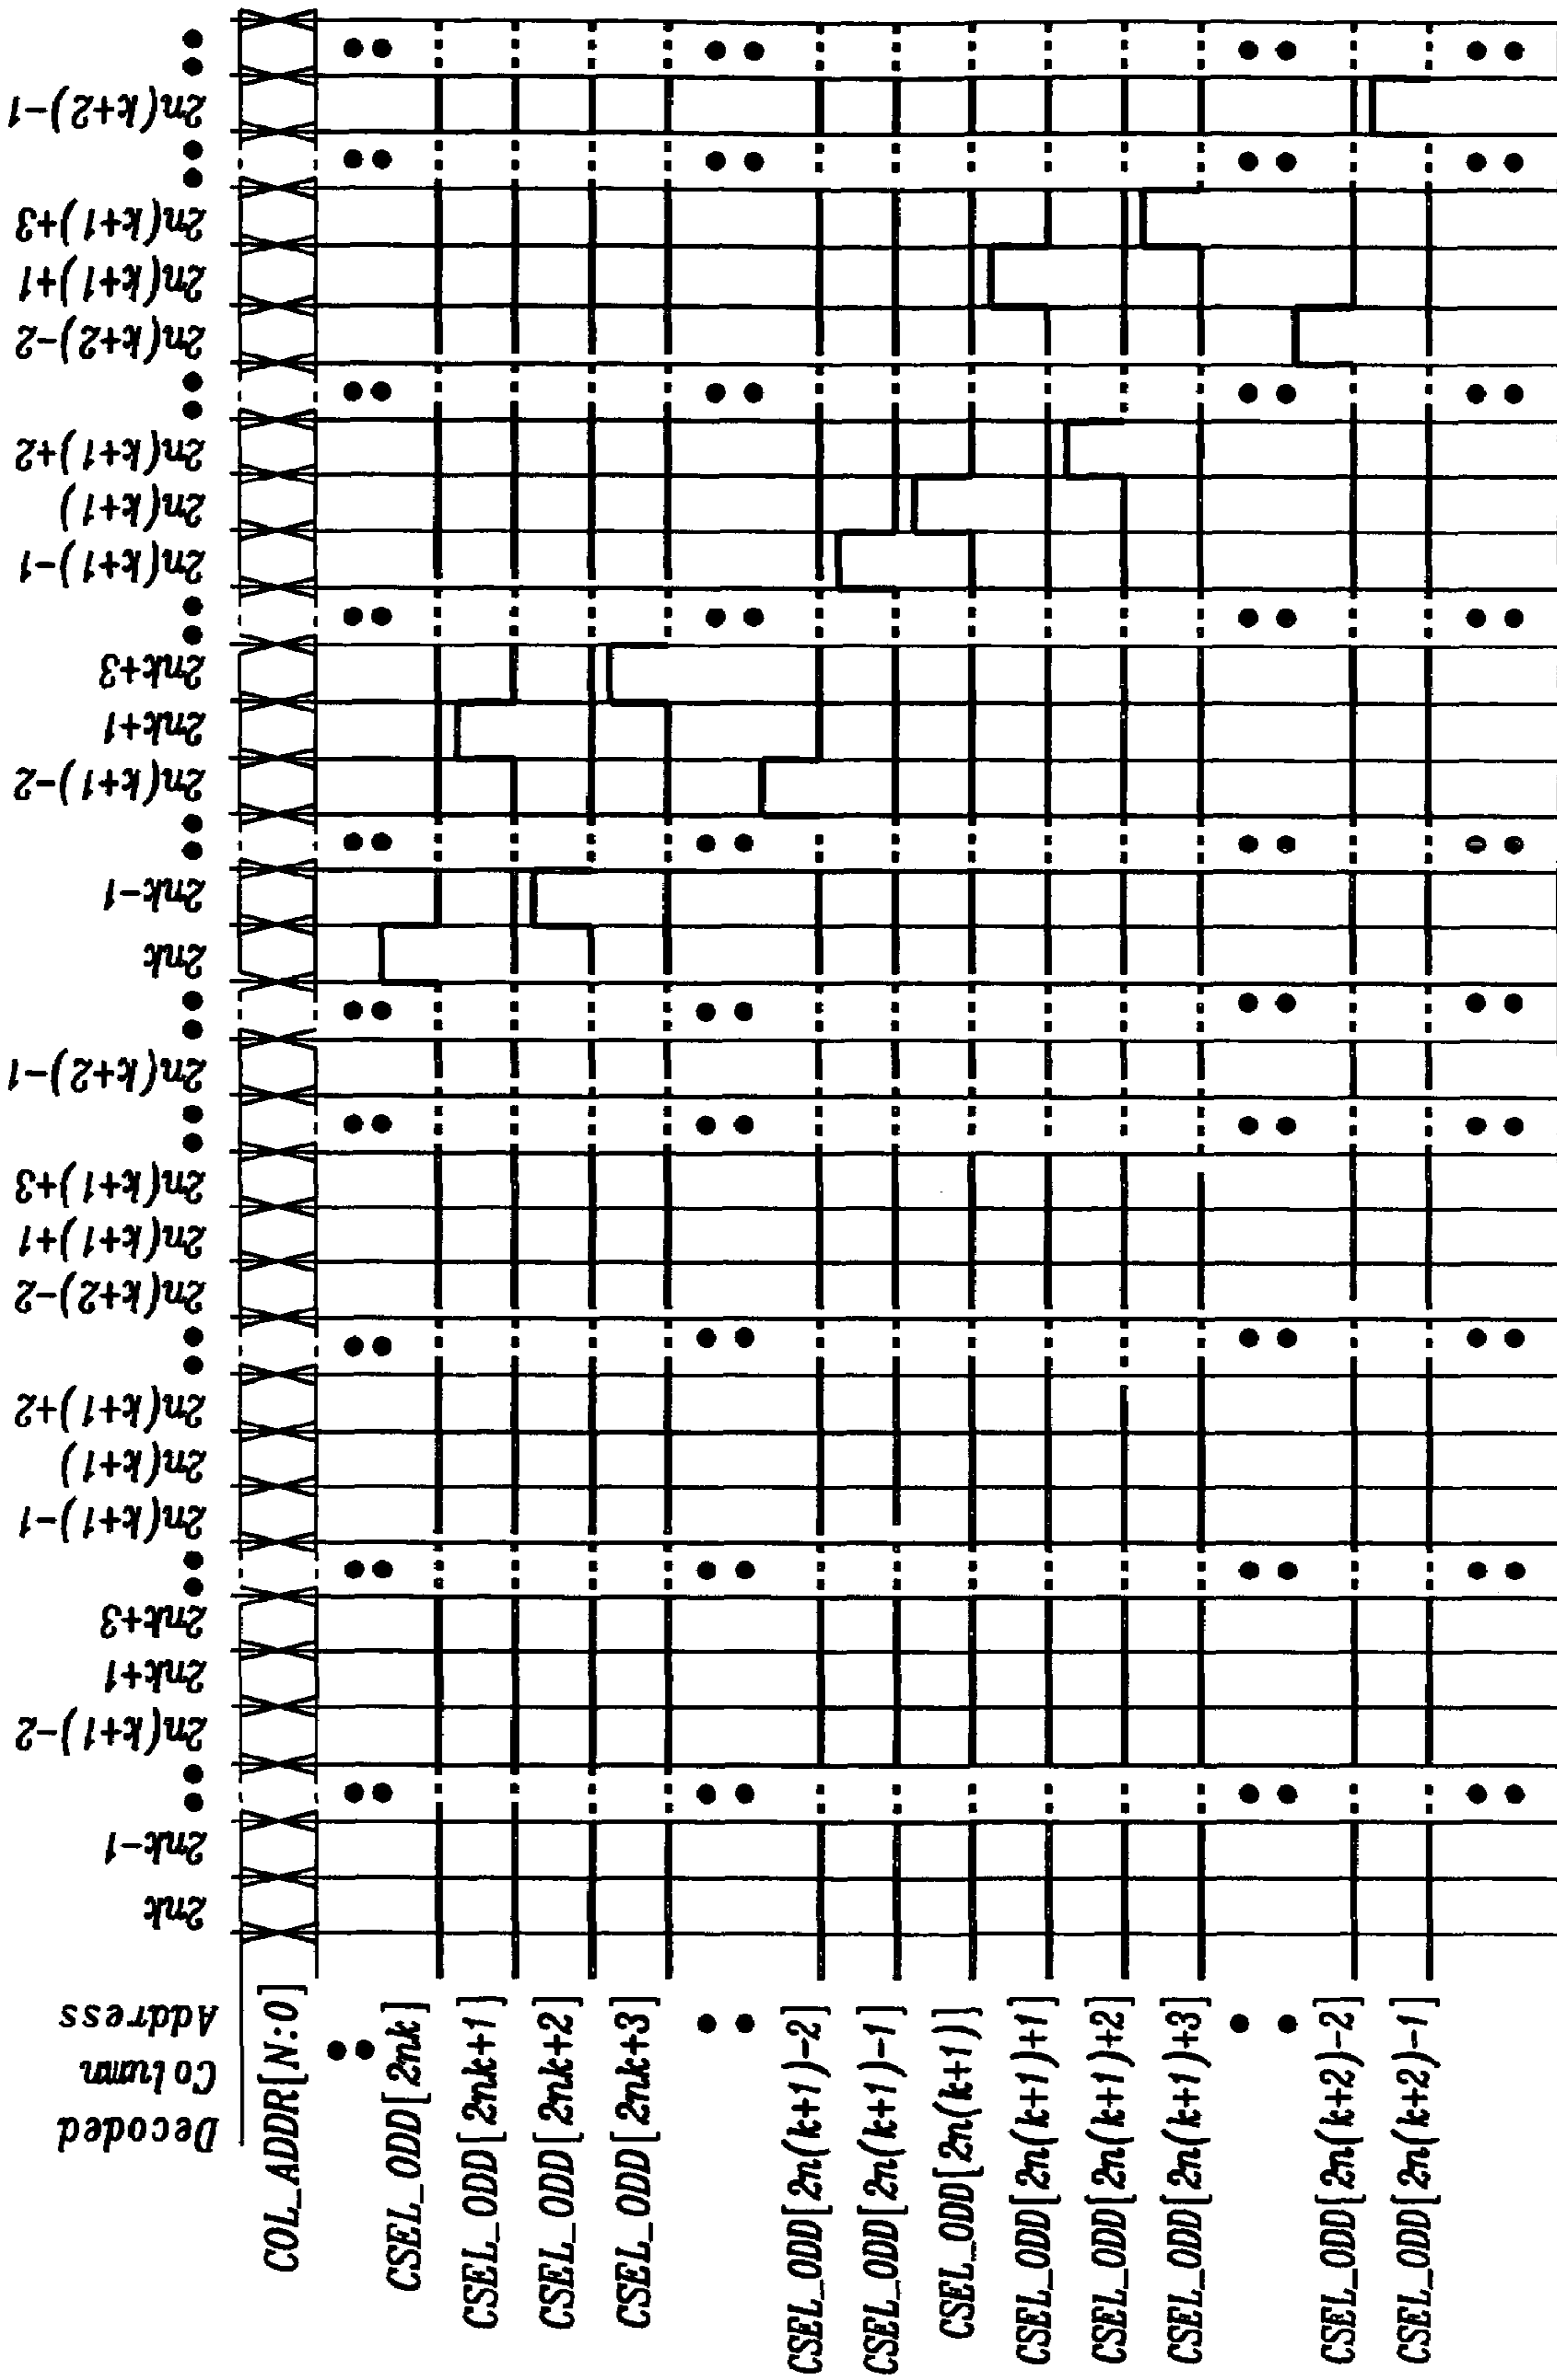 Decoded
Column
Address
2nk
2nk-1
2n(k+1)-2
2nk+1
2nk+3
2n(k+1)-1
2n(k+1)
2n(k+1)+2
2n(k+2)-2
2n(k+1)+1
2n(k+1)+3
2n(k+2)-1
2nk
2nk-1
2n(k+1)-2
2nk+1
2nk+3
2n(k+1)-1
2n(k+1)
2n(k+1)+2
2n(k+2)-2
2n(k+1)+1
2n(k+1)+3
2n(k+2)-1
COL_ADDR[N:0]
CSEL_ODD[2nk]
CSEL_ODD[2nk+1]
CSEL_ODD[2nk+2]
CSEL_ODD[2nk+3]
CSEL_ODD[2n(k+1)-2]
CSEL_ODD[2n(k+1)-1]
CSEL_ODD[2n(k+1)]
CSEL_ODD[2n(k+1)+1]
CSEL_ODD[2n(k+1)+2]
CSEL_ODD[2n(k+1)+3]
CSEL_ODD[2n(k+2)-2]
CSEL_ODD[2n(k+2)-1]